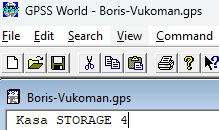 GPSS World - Boris-Vukoman.gps
File Edit Search View Command
Boris-Vukoman.gps
Kasa STORAGE 4